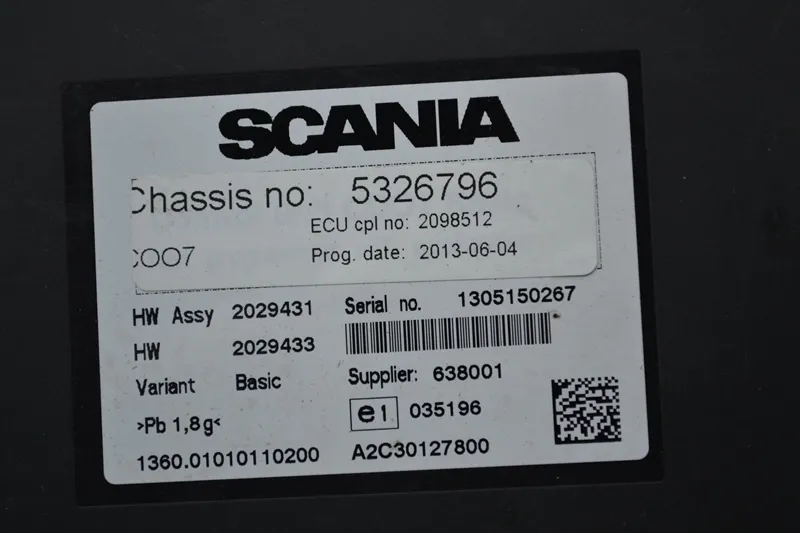 SCANIA
Chassis no: 5326796
ECU cpl no: 2098512
COO7 Prog. date: 2013-06-04
HW Assy 2029431 Serial no. 1305150267
HW 2029433
Variant Basic Supplier: 638001
>Pb 1,8g< e1 035196
1360.01010110200 A2C30127800